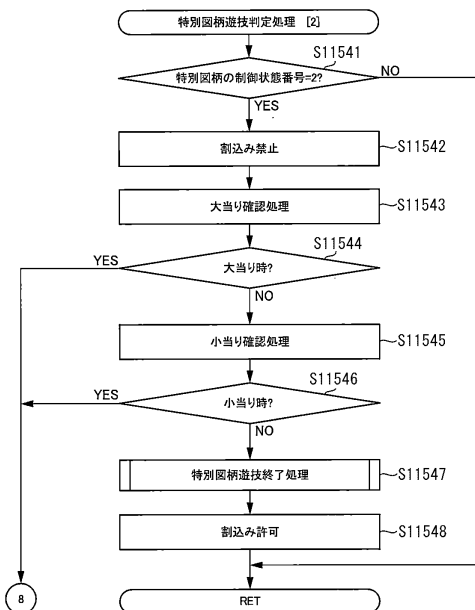 特別図柄遊技判定処理 [2]
S11541
特別図柄の制御状態番号=2?
NO
YES
割込み禁止
S11542
大当り確認処理
S11543
S11544
YES
大当り時?
NO
小当り確認処理
S11545
S11546
YES
小当り時?
NO
特別図柄遊技終了処理
S11547
割込み許可
S11548
8
RET